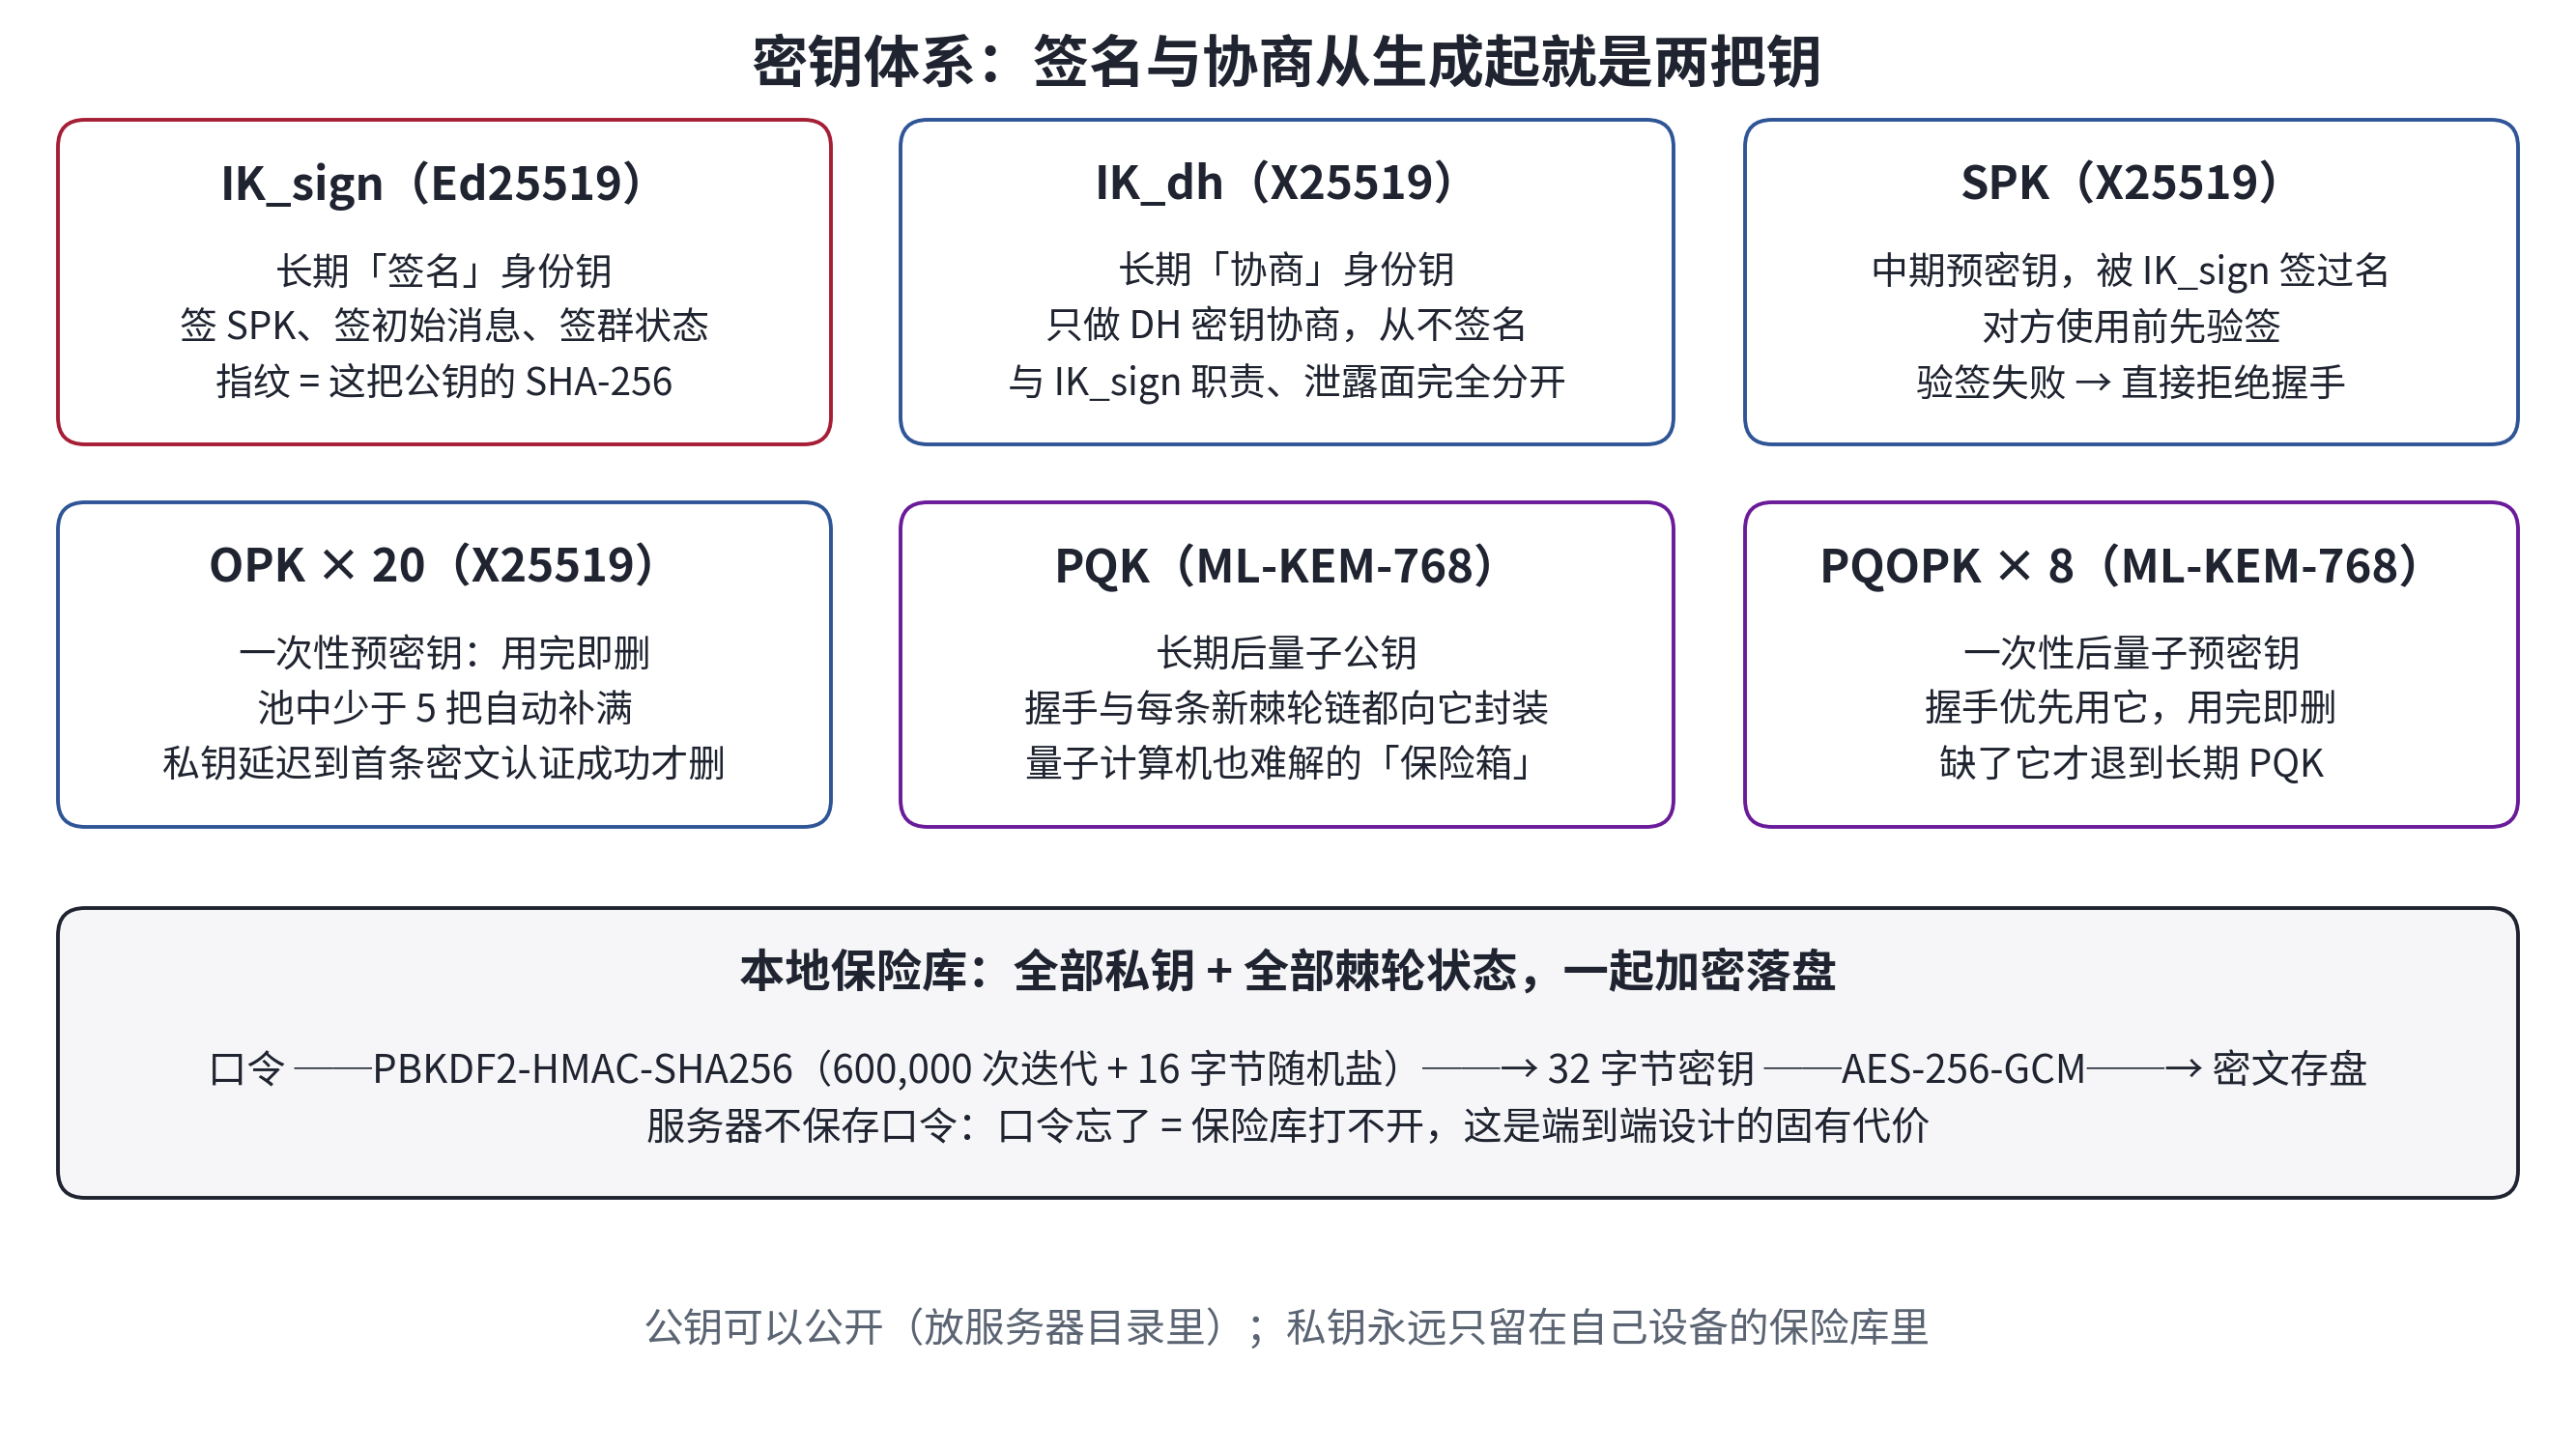 密钥体系：签名与协商从生成起就是两把钥
IK_sign（Ed25519）
长期「签名」身份钥
签 SPK、签初始消息、签群状态
指纹 = 这把公钥的 SHA-256
IK_dh（X25519）
长期「协商」身份钥
只做 DH 密钥协商，从不签名
与 IK_sign 职责、泄露面完全分开
SPK（X25519）
中期预密钥，被 IK_sign 签过名
对方使用前先验签
验签失败 → 直接拒绝握手
OPK × 20（X25519）
一次性预密钥：用完即删
池中少于 5 把自动补满
私钥延迟到首条密文认证成功才删
PQK（ML-KEM-768）
长期后量子公钥
握手与每条新棘轮链都向它封装
量子计算机也难解的「保险箱」
PQOPK × 8（ML-KEM-768）
一次性后量子预密钥
握手优先用它，用完即删
缺了它才退到长期 PQK
本地保险库：全部私钥 + 全部棘轮状态，一起加密落盘
口令 ──PBKDF2-HMAC-SHA256（600,000 次迭代 + 16 字节随机盐）──→ 32 字节密钥 ──AES-256-GCM──→ 密文存盘
服务器不保存口令：口令忘了 = 保险库打不开，这是端到端设计的固有代价
公钥可以公开（放服务器目录里）；私钥永远只留在自己设备的保险库里